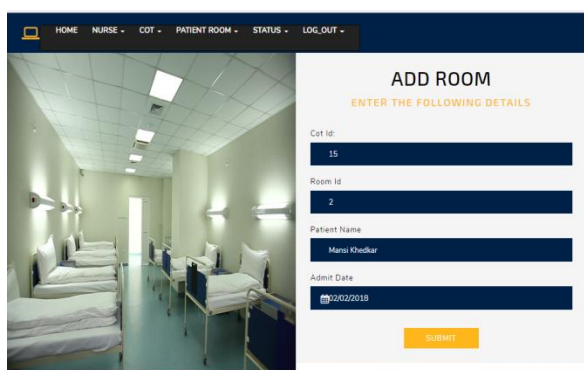 HOME NURSE COT PATIENT ROOM STATUS LOG_OUT
ADD ROOM
ENTER THE FOLLOWING DETAILS
Cot Id:
15
Room Id
2
Patient Name
Mansi Khedkar
Admit Date
02/02/2018
SUBMIT